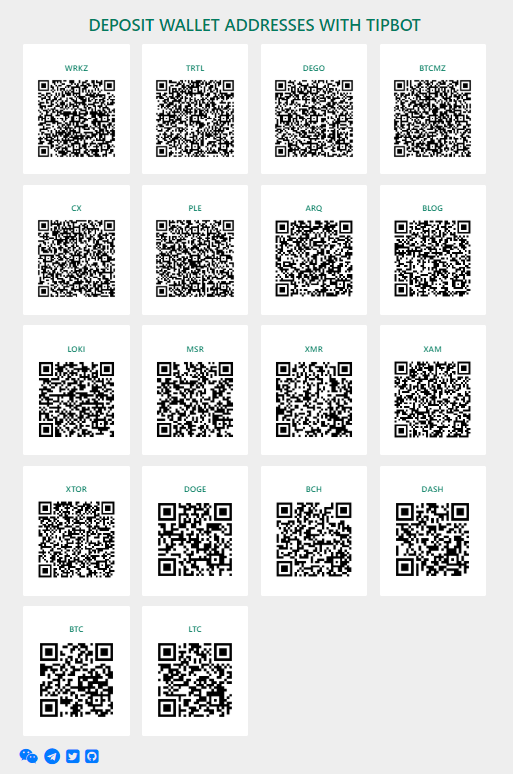 DEPOSIT WALLET ADDRESSES WITH TIPBOT
WRKZ TRTL DEGO BTCMZ
CX PLE ARQ BLOG
LOKI MSR XMR XAM
XTOR DOGE BCH DASH
BTC LTC